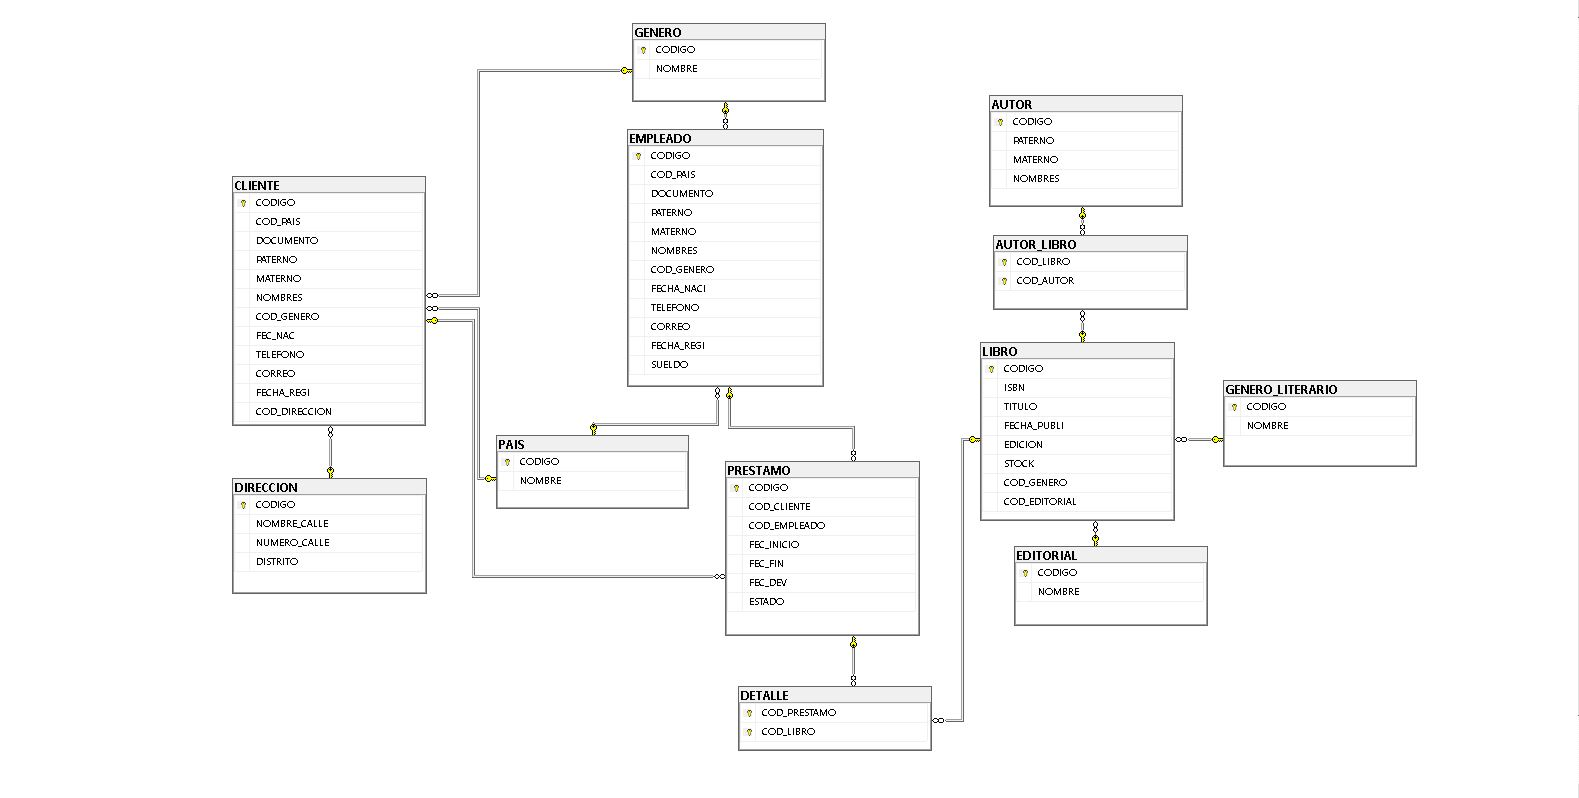 GENERO
CODIGO
NOMBRE
EMPLEADO
CODIGO
COD_PAIS
DOCUMENTO
PATERNO
MATERNO
NOMBRES
COD_GENERO
FECHA_NACI
TELEFONO
CORREO
FECHA_REGI
SUELDO
CLIENTE
CODIGO
COD_PAIS
DOCUMENTO
PATERNO
MATERNO
NOMBRES
COD_GENERO
FEC_NAC
TELEFONO
CORREO
FECHA_REGI
COD_DIRECCION
DIRECCION
CODIGO
NOMBRE_CALLE
NUMERO_CALLE
DISTRITO
PAIS
CODIGO
NOMBRE
PRESTAMO
CODIGO
COD_CLIENTE
COD_EMPLEADO
FEC_INICIO
FEC_FIN
FEC_DEV
ESTADO
DETALLE
COD_PRESTAMO
COD_LIBRO
AUTOR
CODIGO
PATERNO
MATERNO
NOMBRES
AUTOR_LIBRO
COD_LIBRO
COD_AUTOR
LIBRO
CODIGO
ISBN
TITULO
FECHA_PUBLI
EDICION
STOCK
COD_GENERO
COD_EDITORIAL
GENERO_LITERARIO
CODIGO
NOMBRE
EDITORIAL
CODIGO
NOMBRE